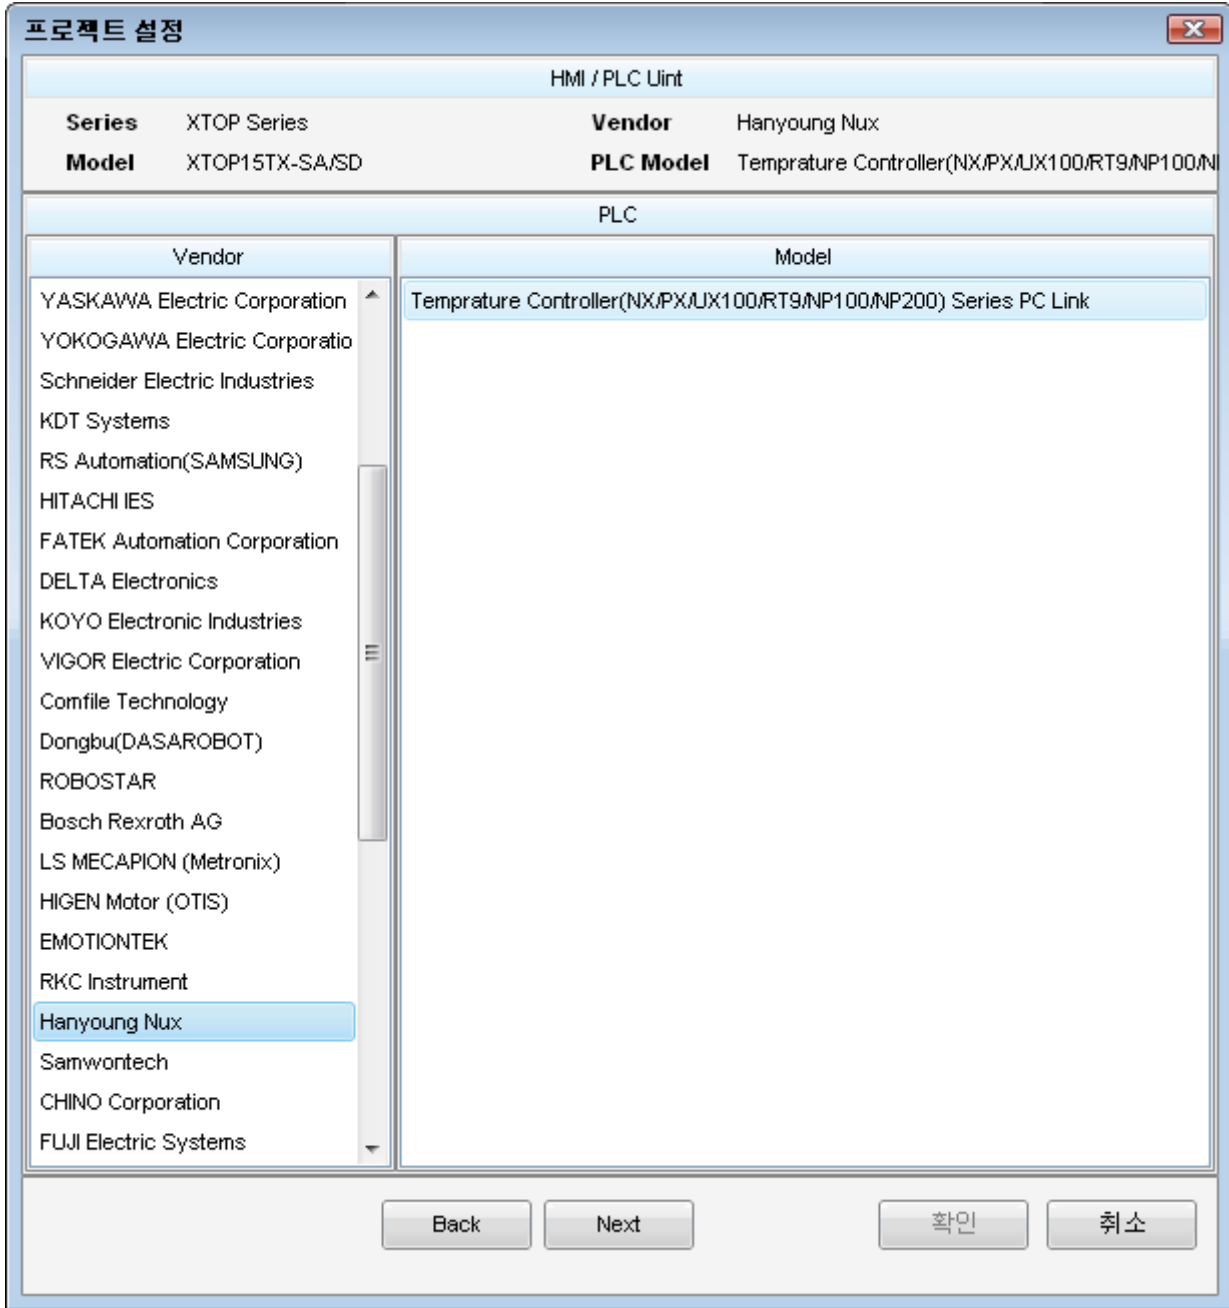 프로젝트 설정
HMI / PLC Uint
Series XTOP Series Vendor Hanyoung Nux
Model XTOP15TX-SA/SD PLC Model Temprature Controller(NX/PX/UX100/RT9/NP100/N
PLC
Vendor Model
YASKAWA Electric Corporation
YOKOGAWA Electric Corporatio
Schneider Electric Industries
KDT Systems
RS Automation(SAMSUNG)
HITACHI IES
FATEK Automation Corporation
DELTA Electronics
KOYO Electronic Industries
VIGOR Electric Corporation
Comfile Technology
Dongbu(DASAROBOT)
ROBOSTAR
Bosch Rexroth AG
LS MECAPION (Metronix)
HIGEN Motor (OTIS)
EMOTIONTEK
RKC Instrument
Hanyoung Nux
Samwontech
CHINO Corporation
FUJI Electric Systems
Temprature Controller(NX/PX/UX100/RT9/NP100/NP200) Series PC Link
Back Next 확인 취소